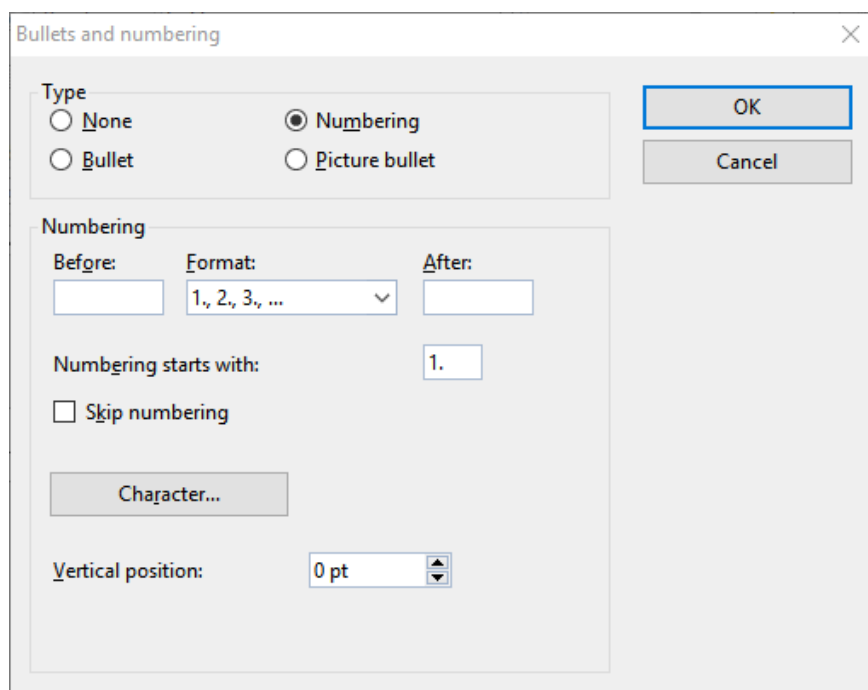 Bullets and numbering
Type
None
Numbering
Bullet
Picture bullet
OK
Cancel
Numbering
Before:
Format:
After:
1., 2., 3., ...
Numbering starts with:
1.
Skip numbering
Character...
Vertical position:
0 pt